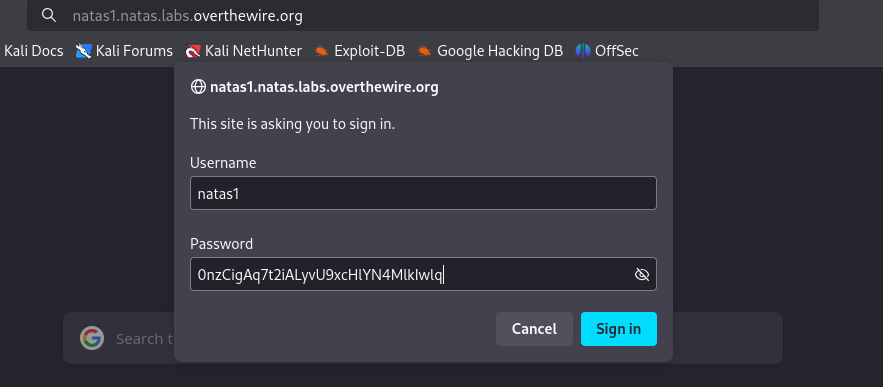 natas1.natas.labs.overthewire.org
Kali Docs Kali Forums Kali NetHunter Exploit-DB Google Hacking DB OffSec
natas1.natas.labs.overthewire.org
This site is asking you to sign in.
Username
natas1
Password
0nzCigAq7t2iALyvU9xcHlYN4MlkIwlq
Cancel Sign in
Search t